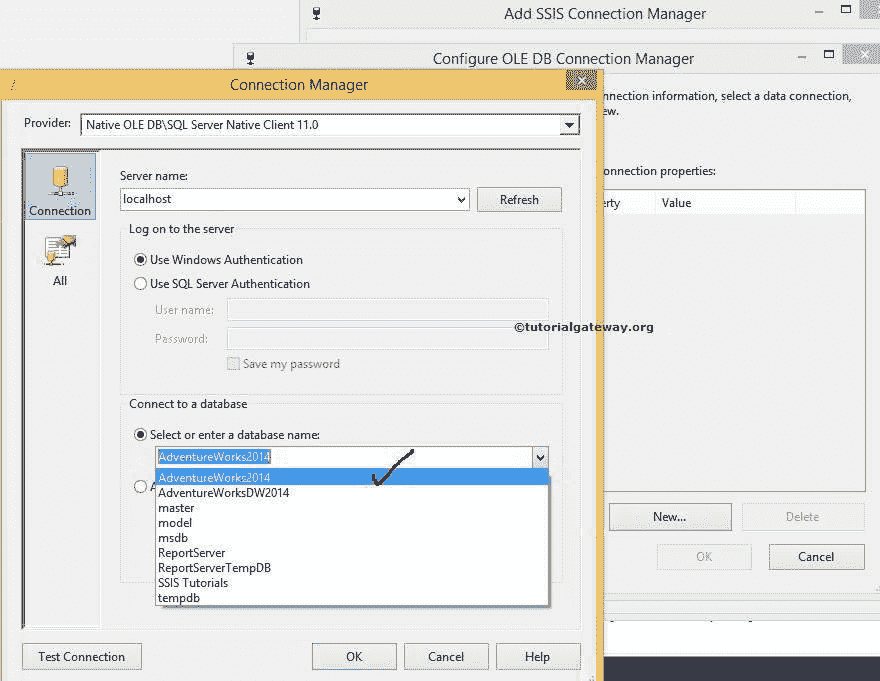 Add SSIS Connection Manager
Configure OLE DB Connection Manager
Connection Manager
nnection information, select a data connection,
ew.
Provider: Native OLE DB\SQL Server Native Client 11.0
onnection properties:
erty Value
Connection
All
Server name:
localhost Refresh
Log on to the server
Use Windows Authentication
Use SQL Server Authentication
User name:
©tutorialgateway.org
Password:
Save my password
Connect to a database
Select or enter a database name:
AdventureWorks2014
AdventureWorks2014
AdventureWorksDW2014
master
model
msdb
ReportServer
ReportServerTempDB
SSIS Tutorials
tempdb
New... Delete
OK Cancel
Test Connection OK Cancel Help